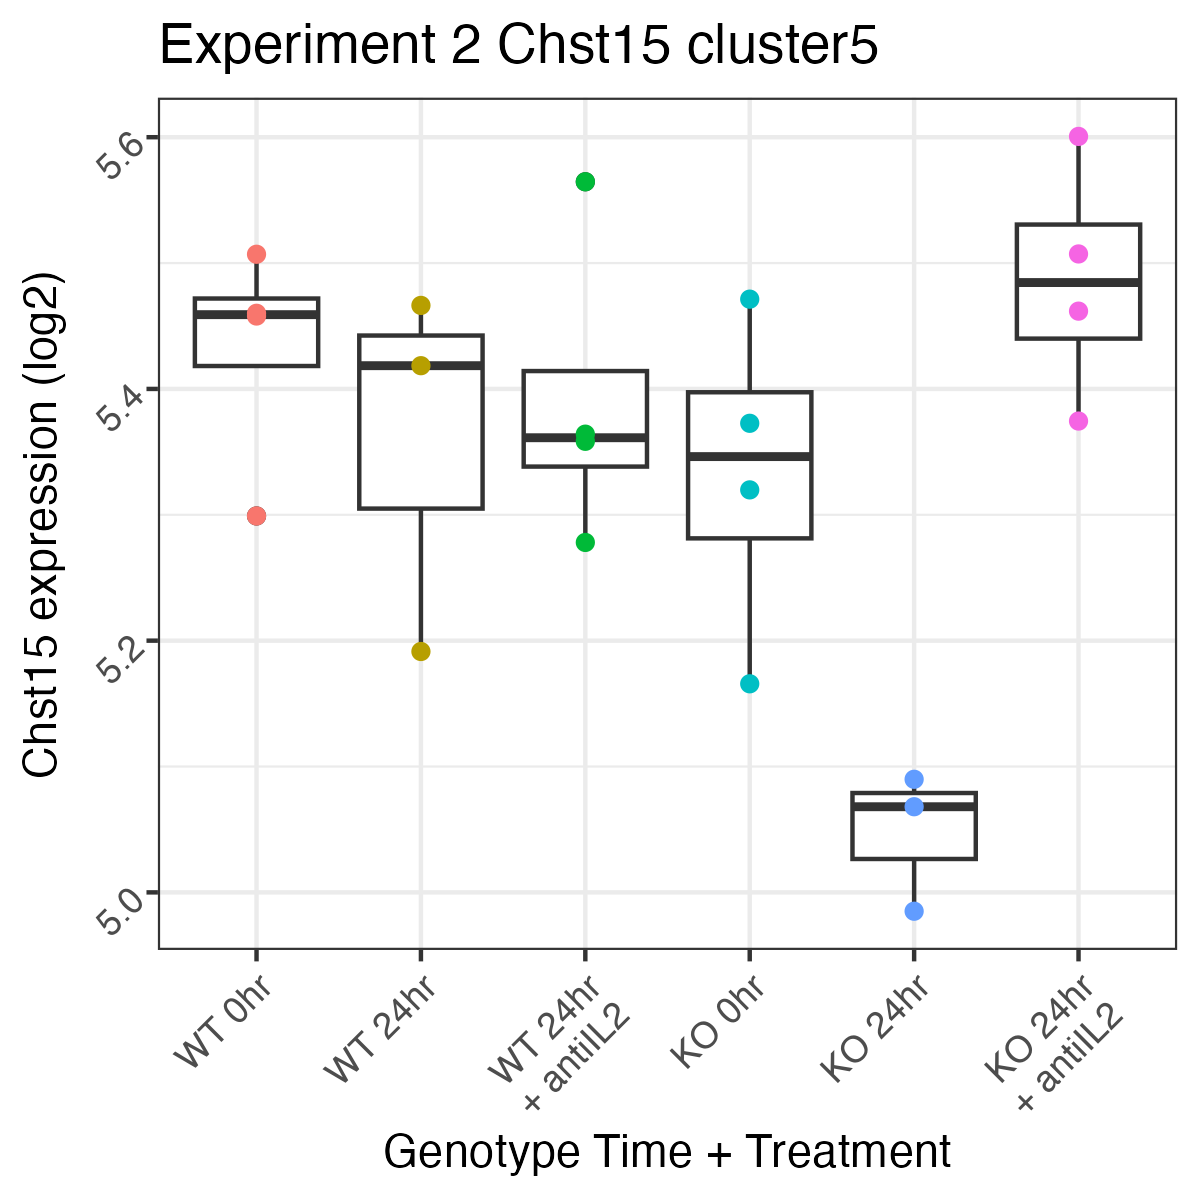 Experiment 2 Chst15 cluster5
Chst15 expression (log2)
5.6
5.4
5.2
5.0
WT 0hr
WT 24hr
WT 24hr
+ antiIL2
KO 0hr
KO 24hr
KO 24hr
+ antiIL2
Genotype Time + Treatment